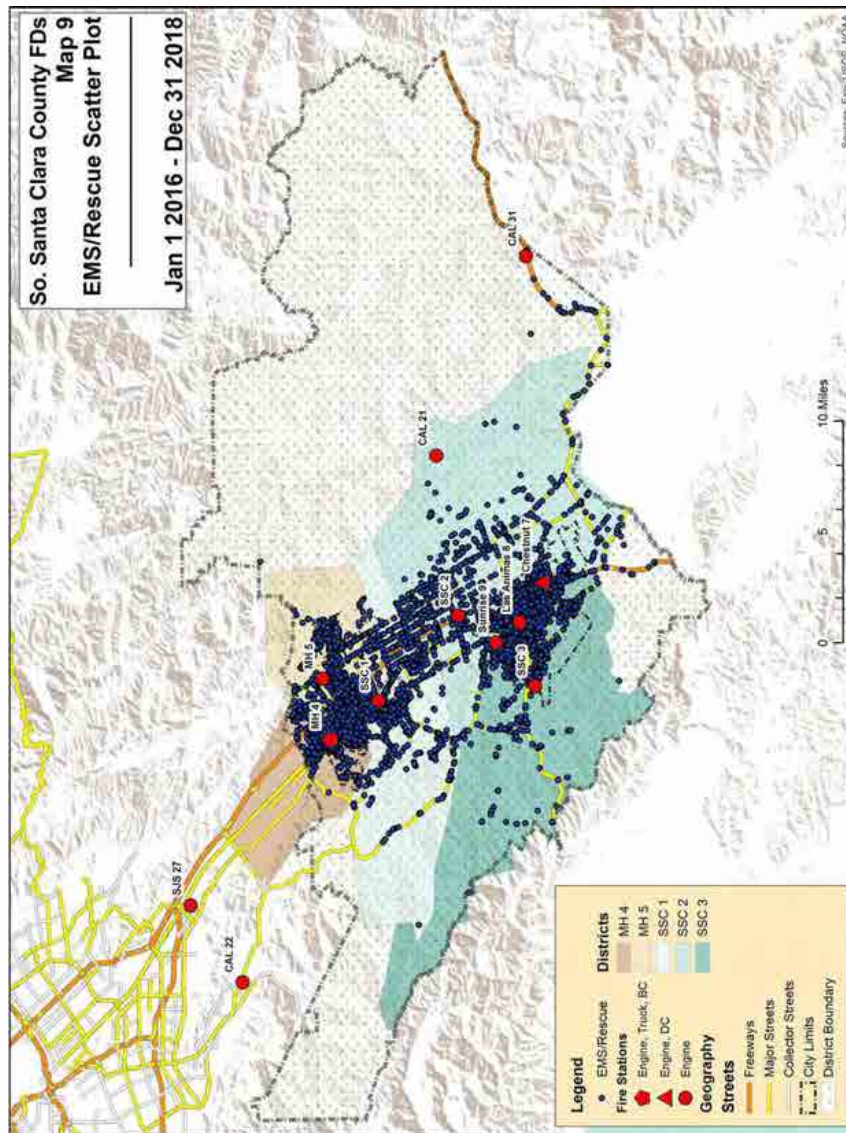 So. Santa Clara County FDs
Map 9
EMS/Rescue Scatter Plot
Jan 1 2016 - Dec 31 2018
SJS 27
CAL 22
MH 4
MH 5
SSC 1
SSC 2
CAL 21
Sunrise 9
Las Animas 8
Chestnut 7
SSC 3
CAL 31
Legend
EMS/Rescue
Fire Stations
Engine, Truck, BC
Engine, DC
Engine
Geography
Streets
Freeways
Major Streets
Collector Streets
City Limits
District Boundary
Districts
MH 4
MH 5
SSC 1
SSC 2
SSC 3
0 5 10 Miles